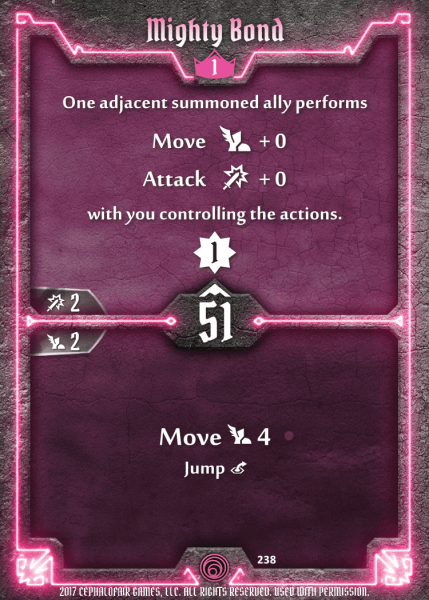 Mighty Bond
1
One adjacent summoned ally performs
Move + 0
Attack + 0
with you controlling the actions.
1
2
51
2
Move 4
Jump
238
2017 CEPHALOFAIR GAMES, LLC. ALL RIGHTS RESERVED. USED WITH PERMISSION.